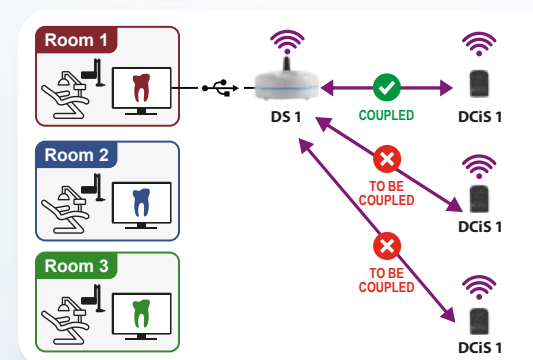 Room 1
DS 1
COUPLED
DCiS 1
Room 2
TO BE
COUPLED
DCiS 1
Room 3
TO BE
COUPLED
DCiS 1